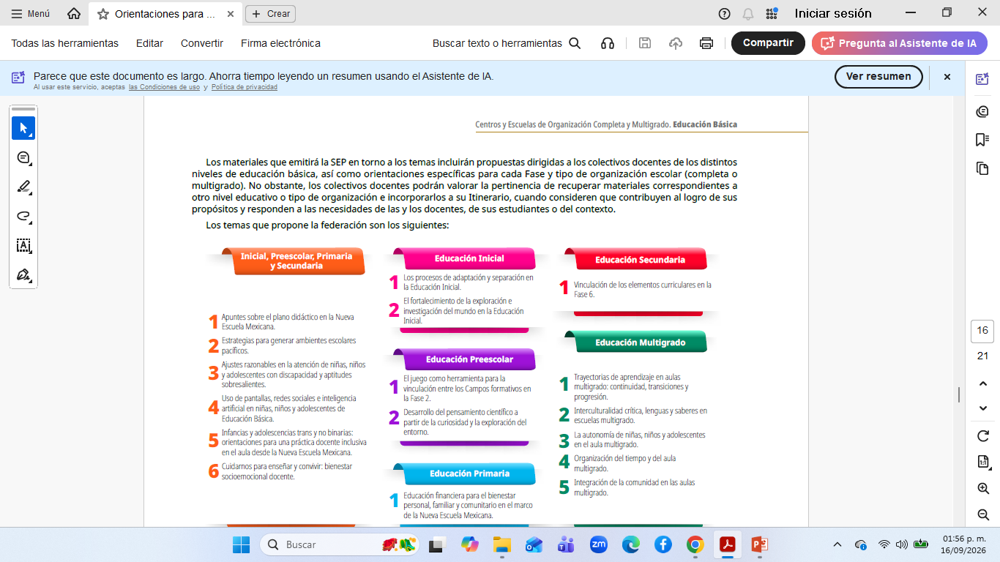 Menú
Orientaciones para ...
Crear
Iniciar sesión
Todas las herramientas
Editar
Convertir
Firma electrónica
Buscar texto o herramientas
Compartir
Pregunta al Asistente de IA
Parece que este documento es largo. Ahorra tiempo leyendo un resumen usando el Asistente de IA.
Al usar este servicio, aceptas las Condiciones de uso y Política de privacidad
Ver resumen
Centros y Escuelas de Organización Completa y Multigrado. Educación Básica
Los materiales que emitirá la SEP en torno a los temas incluirán propuestas dirigidas a los colectivos docentes de los distintos
niveles de educación básica, así como orientaciones específicas para cada Fase y tipo de organización escolar (completa o
multigrado). No obstante, los colectivos docentes podrán valorar la pertinencia de recuperar materiales correspondientes a
otro nivel educativo o tipo de organización e incorporarlos a su Itinerario, cuando consideren que contribuyen al logro de sus
propósitos y responden a las necesidades de las y los docentes, de sus estudiantes o del contexto.
Los temas que propone la federación son los siguientes:
Inicial, Preescolar, Primaria
y Secundaria
1 Apuntes sobre el plano didáctico en la Nueva
Escuela Mexicana.
2 Estrategias para generar ambientes escolares
pacíficos.
3 Ajustes razonables en la atención de niñas, niños
y adolescentes con discapacidad y aptitudes
sobresalientes.
4 Uso de pantallas, redes sociales e inteligencia
artificial en niñas, niños y adolescentes de
Educación Básica.
5 Infancias y adolescencias trans y no binarias:
orientaciones para una práctica docente inclusiva
en el aula desde la Nueva Escuela Mexicana.
6 Cuidarnos para enseñar y convivir: bienestar
socioemocional docente.
Educación Inicial
1 Los procesos de adaptación y separación en
la Educación Inicial.
2 El fortalecimiento de la exploración e
investigación del mundo en la Educación
Inicial.
Educación Preescolar
1 El juego como herramienta para la
vinculación entre los Campos formativos en
la Fase 2.
2 Desarrollo del pensamiento científico a
partir de la curiosidad y la exploración del
entorno.
Educación Primaria
1 Educación financiera para el bienestar
personal, familiar y comunitario en el marco
de la Nueva Escuela Mexicana.
Educación Secundaria
1 Vinculación de los elementos curriculares en la
Fase 6.
Educación Multigrado
1 Trayectorias de aprendizaje en aulas
multigrado: continuidad, transiciones y
progresión.
2 Interculturalidad crítica, lenguas y saberes en
escuelas multigrado.
3 La autonomía de niñas, niños y adolescentes
en el aula multigrado.
4 Organización del tiempo y del aula
multigrado.
5 Integración de la comunidad en las aulas
multigrado.
16
21
1:1
Buscar
zm
01:56 p. m.
16/09/2026